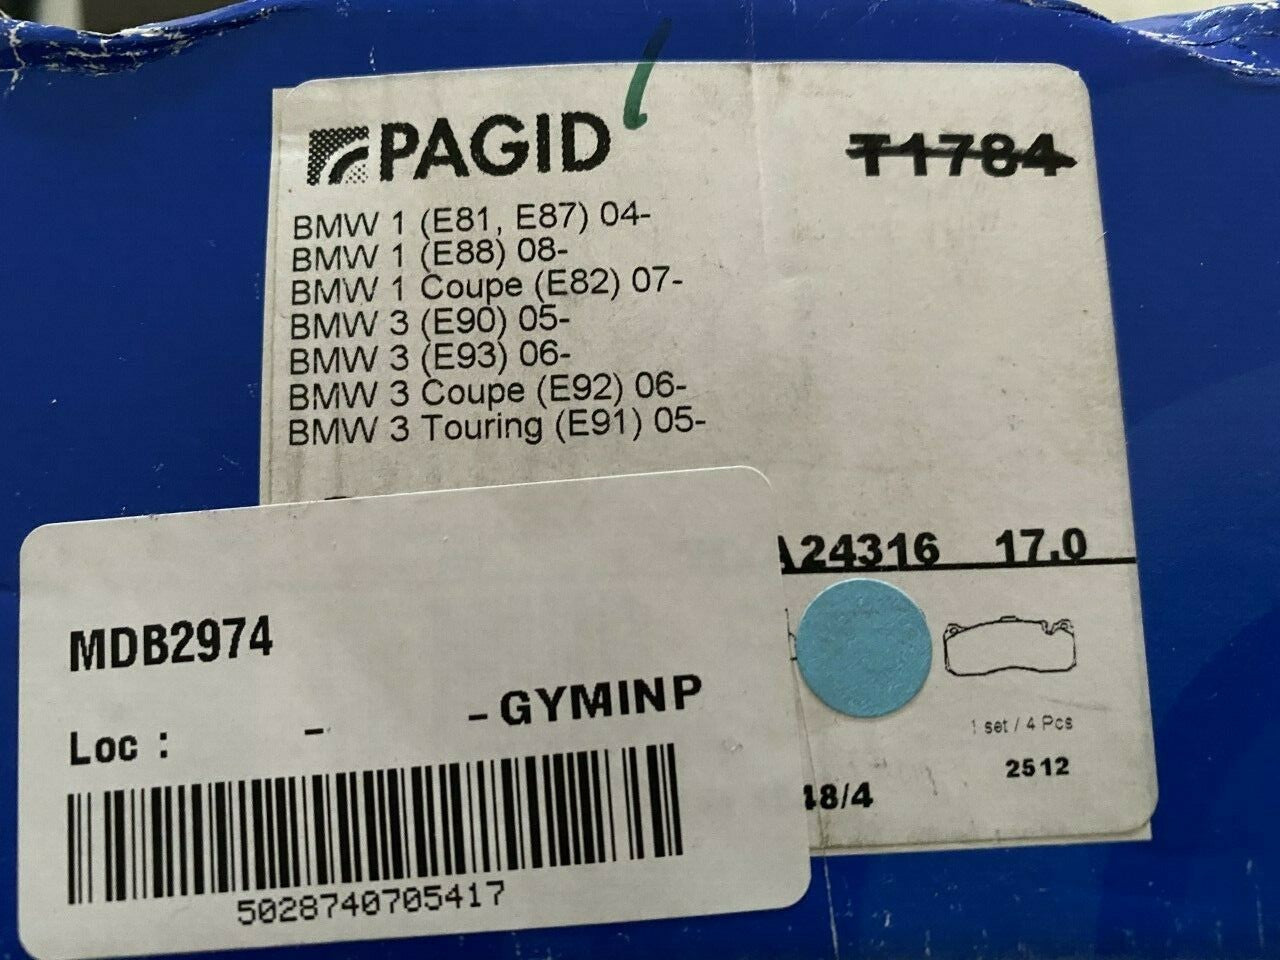 PAGID
T1784
BMW 1 (E81, E87) 04-
BMW 1 (E88) 08-
BMW 1 Coupe (E82) 07-
BMW 3 (E90) 05-
BMW 3 (E93) 06-
BMW 3 Coupe (E92) 06-
BMW 3 Touring (E91) 05-
A24316 17.0
1 set / 4 Pcs
2512
48/4
MDB2974
-GYMINP
Loc : -
5028740705417